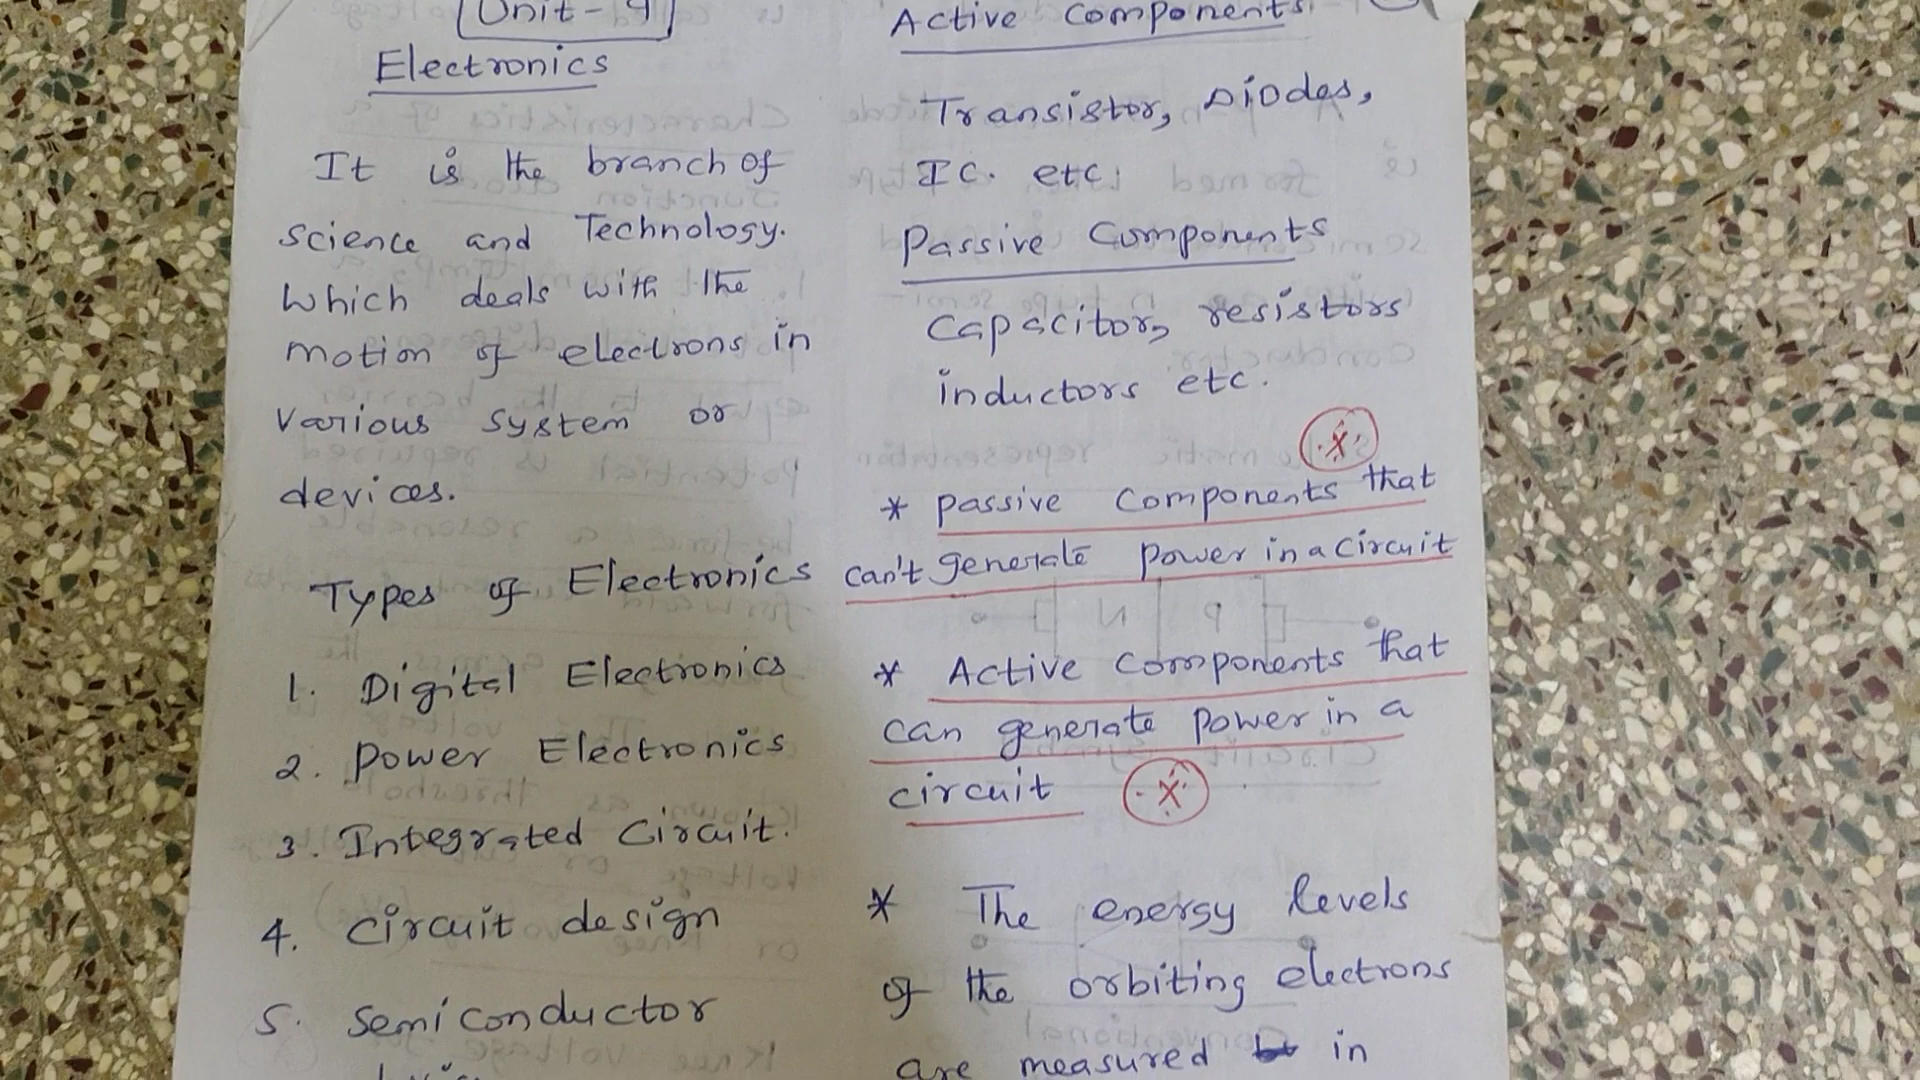 Unit - 4
Electronics
It is the branch of
science and Technology.
which deals with the
motion of electrons in
various system or
devices.
Types of Electronics
1. Digital Electronics
2. Power Electronics
3. Integrated Circuit.
4. Circuit design
5. Semiconductor
Active Components
Transistor, Diodes,
IC. etc.
Passive Components
Capacitor, resistors
inductors etc.
* passive Components that
can't generate power in a circuit
* Active Components that
can generate power in a
circuit
* The energy levels
of the orbiting electrons
are measured in